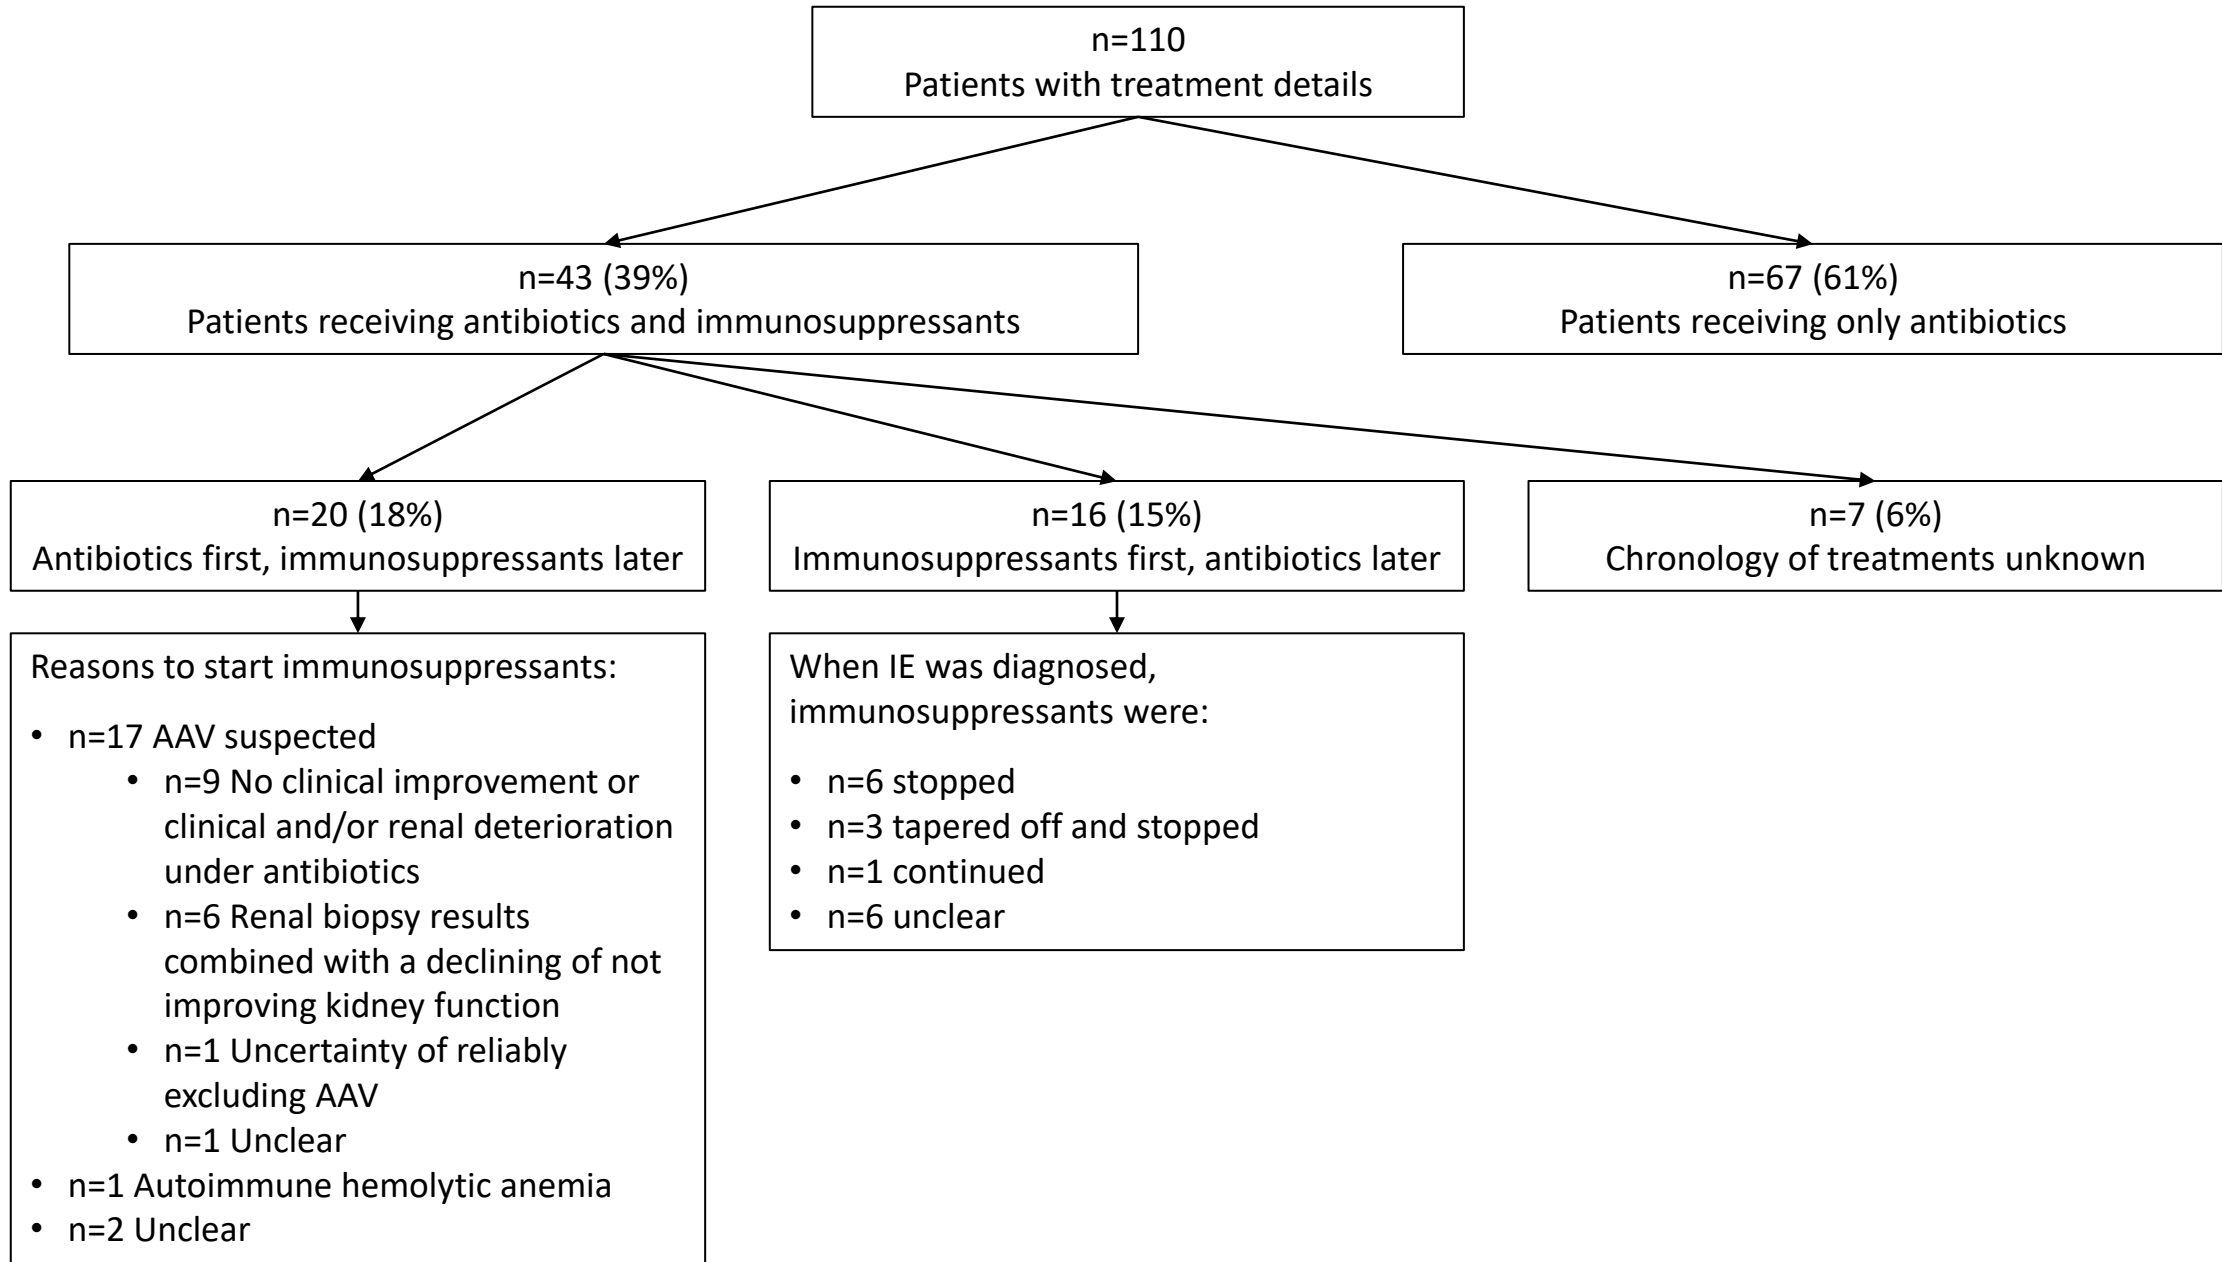 n=110
Patients with treatment details
n=43 (39%)
Patients receiving antibiotics and immunosuppressants
n=67 (61%)
Patients receiving only antibiotics
n=20 (18%)
Antibiotics first, immunosuppressants later
n=16 (15%)
Immunosuppressants first, antibiotics later
n=7 (6%)
Chronology of treatments unknown
Reasons to start immunosuppressants:
• n=17 AAV suspected
• n=9 No clinical improvement or
clinical and/or renal deterioration
under antibiotics
• n=6 Renal biopsy results
combined with a declining of not
improving kidney function
• n=1 Uncertainty of reliably
excluding AAV
• n=1 Unclear
• n=1 Autoimmune hemolytic anemia
• n=2 Unclear
When IE was diagnosed,
immunosuppressants were:
• n=6 stopped
• n=3 tapered off and stopped
• n=1 continued
• n=6 unclear